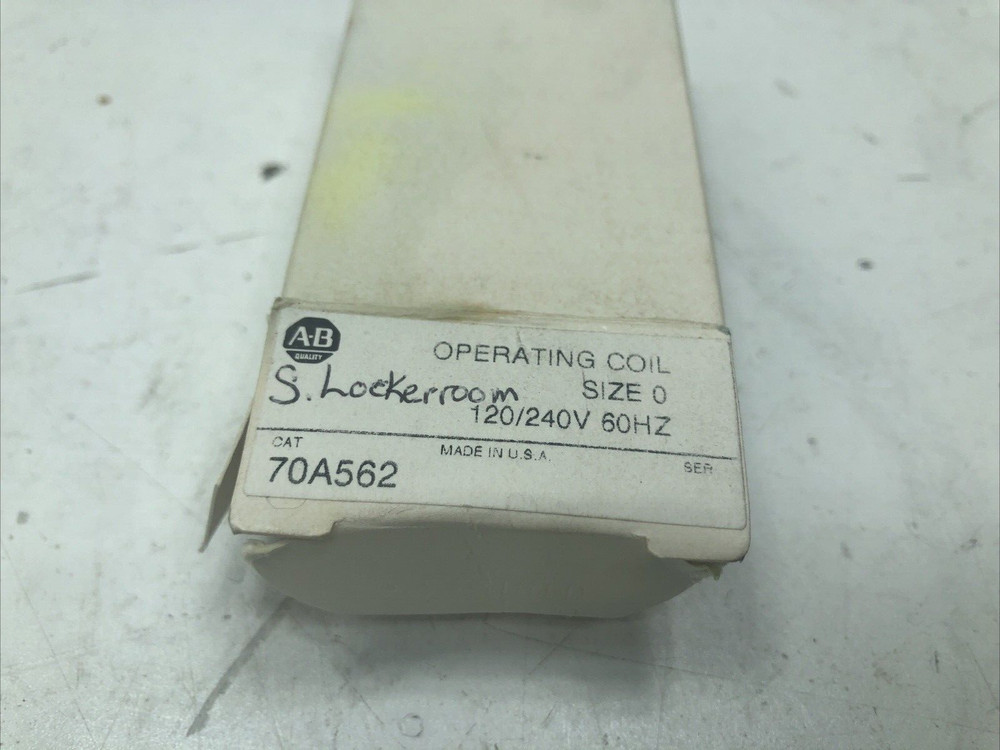 A-B
QUALITY
OPERATING COIL
S. Lockerroom
SIZE 0
120/240V 60HZ
CAT
MADE IN U.S.A.
SER
70A562